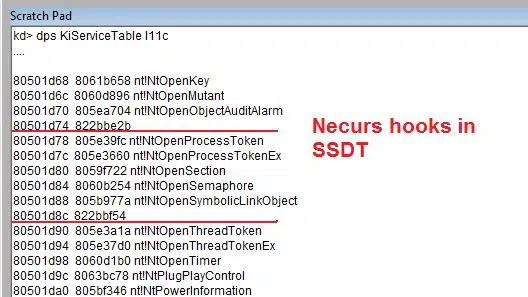 Scratch Pad
kd> dps KiServiceTable l11c
....
80501d68 8061b658 nt!NtOpenKey
80501d6c 8060d896 nt!NtOpenMutant
80501d70 805ea704 nt!NtOpenObjectAuditAlarm
80501d74 822bbe2b
80501d78 805e39fc nt!NtOpenProcessToken
80501d7c 805e3660 nt!NtOpenProcessTokenEx
80501d80 8059f722 nt!NtOpenSection
80501d84 8060b254 nt!NtOpenSemaphore
80501d88 805b977a nt!NtOpenSymbolicLinkObject
80501d8c 822bbf54
80501d90 805e3a1a nt!NtOpenThreadToken
80501d94 805e37d0 nt!NtOpenThreadTokenEx
80501d98 8060d1b0 nt!NtOpenTimer
80501d9c 8063bc78 nt!NtPlugPlayControl
80501da0 805bf346 nt!NtPowerInformation
Necurs hooks in
SSDT